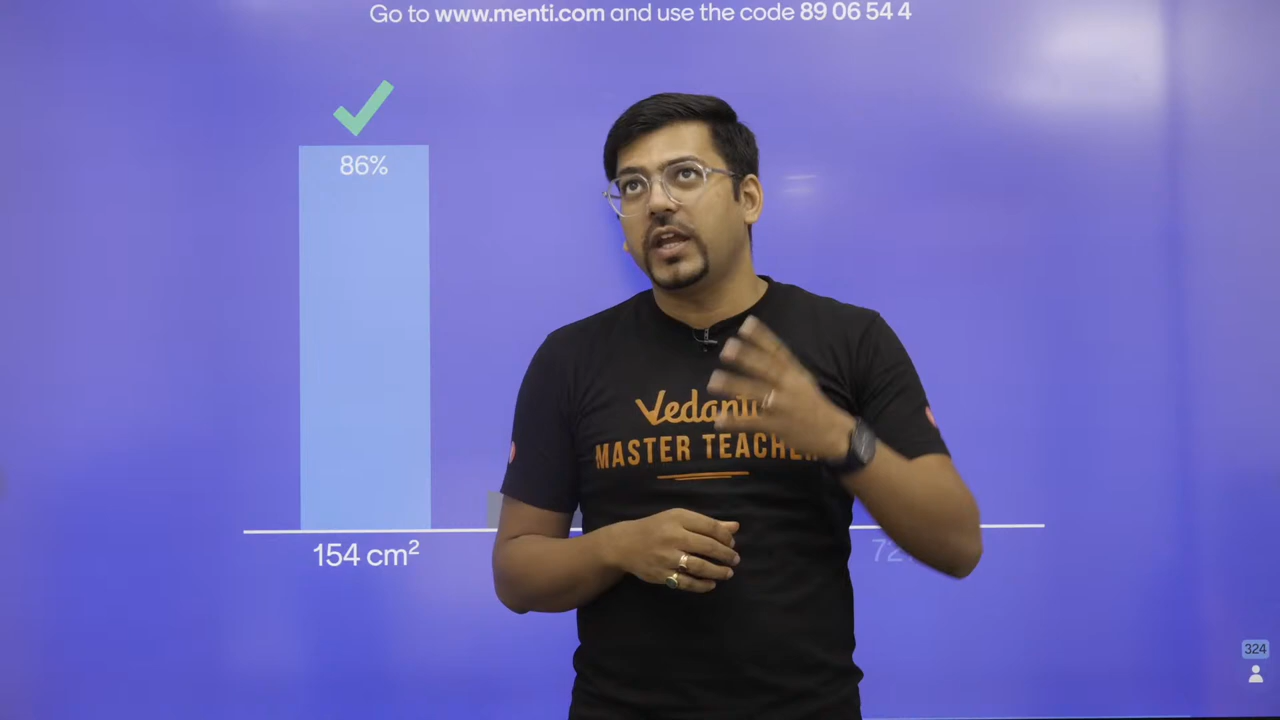 Go to www.menti.com and use the code 89 06 54 4
86%
MASTER TEACHER
154 cm²
324